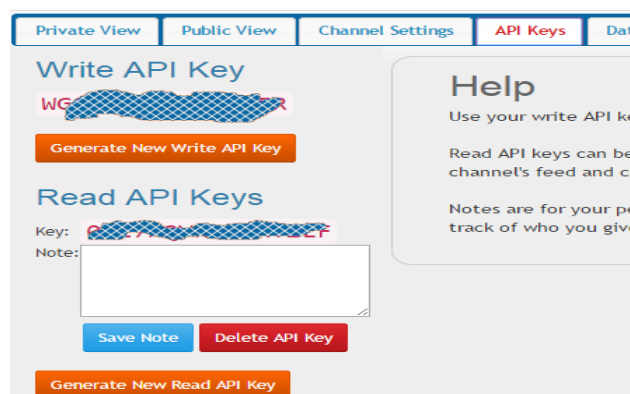 Private View
Public View
Channel Settings
API Keys
Write API Key
Generate New Write API Key
Read API Keys
Key:
Note:
Save Note
Delete API Key
Generate New Read API Key
Help
Use your write API
Read API keys can be
channel's feed and
Notes are for your
track of who you